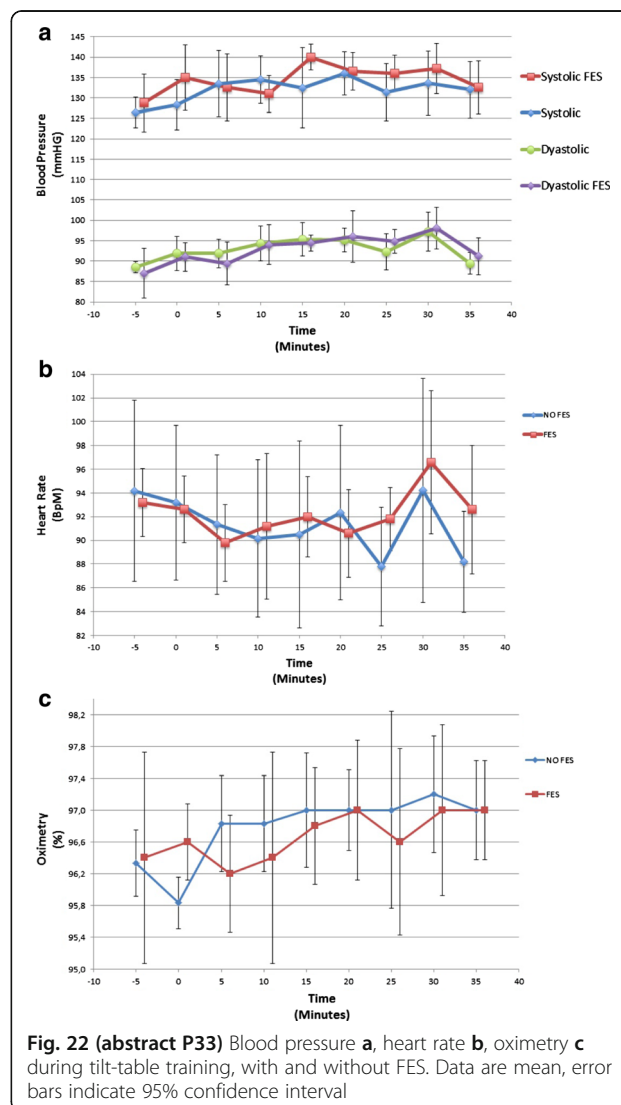 a
145
140
135
130
125
120
115
110
105
100
95
90
85
80
Blood Pressure
(mmHG)
-10 -5 0 5 10 15 20 25 30 35 40
Time
(Minutes)
Systolic FES
Systolic
Dyastolic
Dyastolic FES
b
104
102
100
98
96
94
92
90
88
86
84
82
Heart Rate
(BpM)
-10 -5 0 5 10 15 20 25 30 35 40
Time
(Minutes)
NO FES
FES
c
98,2
97,8
97,4
97,0
96,6
96,2
95,8
95,4
95,0
Oximetry
(%)
-10 -5 0 5 10 15 20 25 30 35 40
Time
(Minutes)
NO FES
FES
Fig. 22 (abstract P33) Blood pressure a, heart rate b, oximetry c
during tilt-table training, with and without FES. Data are mean, error
bars indicate 95% confidence interval